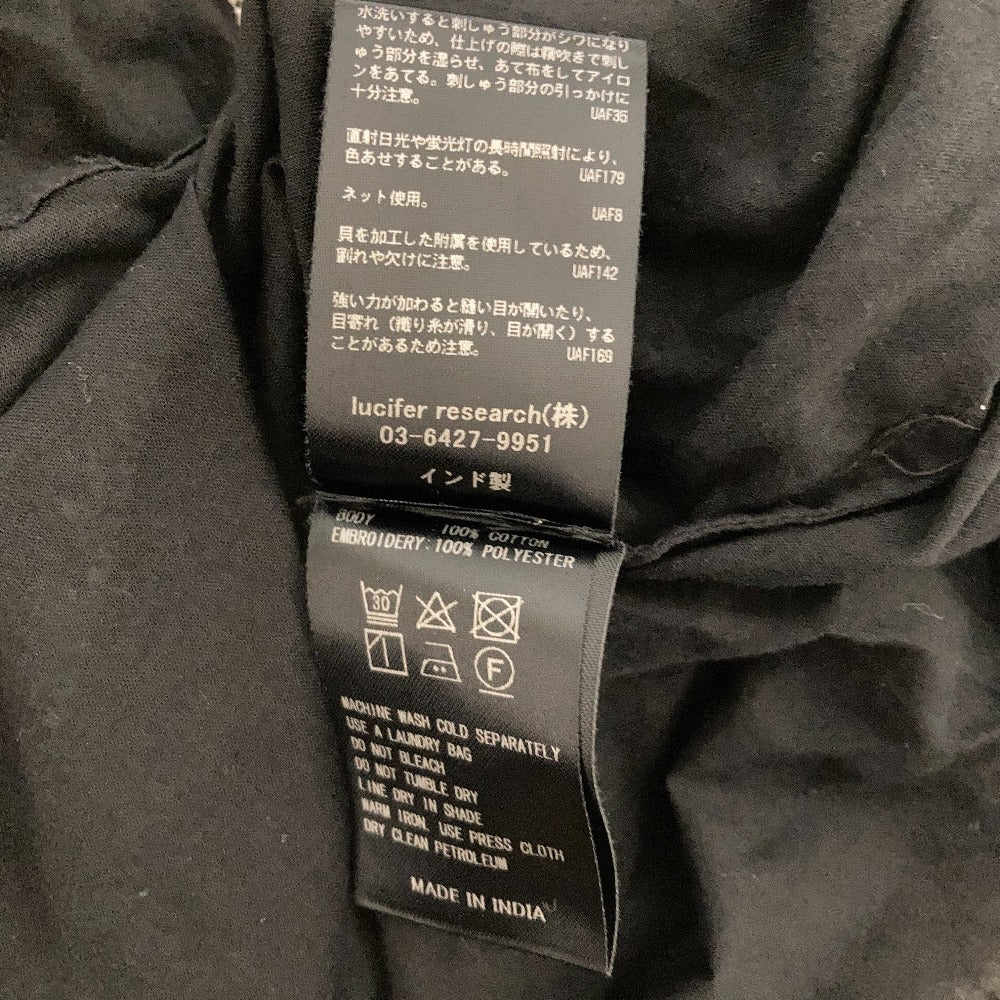 水洗いすると刺しゅう部分がシワになり
やすいため、仕上げの際は霧吹きで刺し
ゅう部分を湿らせ、あて布をしてアイロ
ンをあてる。刺しゅう部分の引っかけに
十分注意。
UAF35
直射日光や蛍光灯の長時間照射により、
色あせすることがある。
UAF179
ネット使用。
UAF8
貝を加工した附属を使用しているため、
割れや欠けに注意。
UAF142
強い力が加わると縫い目が開いたり、
目寄れ（織り糸が滑り、目が開く）する
ことがあるため注意。
UAF169
lucifer research(株)
03-6427-9951
インド製
BODY 100% COTTON
EMBROIDERY:100% POLYESTER
30
F
MACHINE WASH COLD SEPARATELY
USE A LAUNDRY BAG
DO NOT BLEACH
DO NOT TUMBLE DRY
LINE DRY IN SHADE
WARM IRON, USE PRESS CLOTH
DRY CLEAN PETROLEUM
MADE IN INDIA